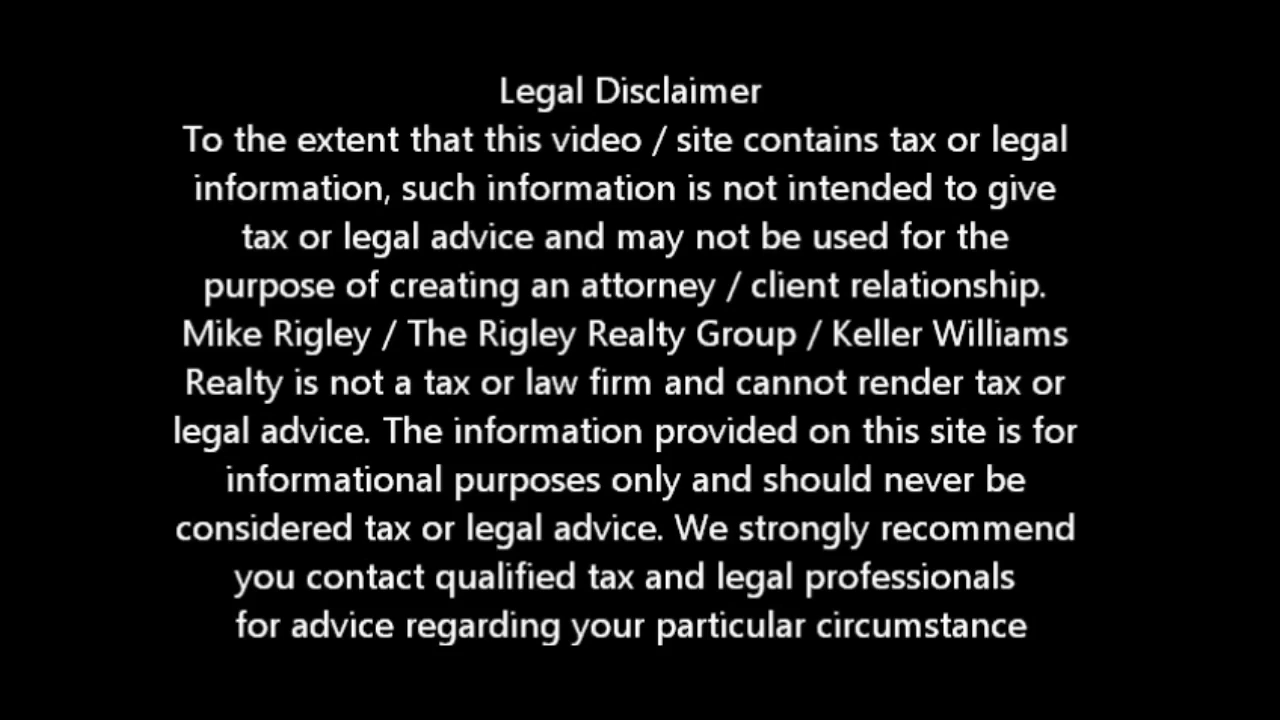 Legal Disclaimer
To the extent that this video / site contains tax or legal
information, such information is not intended to give
tax or legal advice and may not be used for the
purpose of creating an attorney / client relationship.
Mike Rigley / The Rigley Realty Group / Keller Williams
Realty is not a tax or law firm and cannot render tax or
legal advice. The information provided on this site is for
informational purposes only and should never be
considered tax or legal advice. We strongly recommend
you contact qualified tax and legal professionals
for advice regarding your particular circumstance